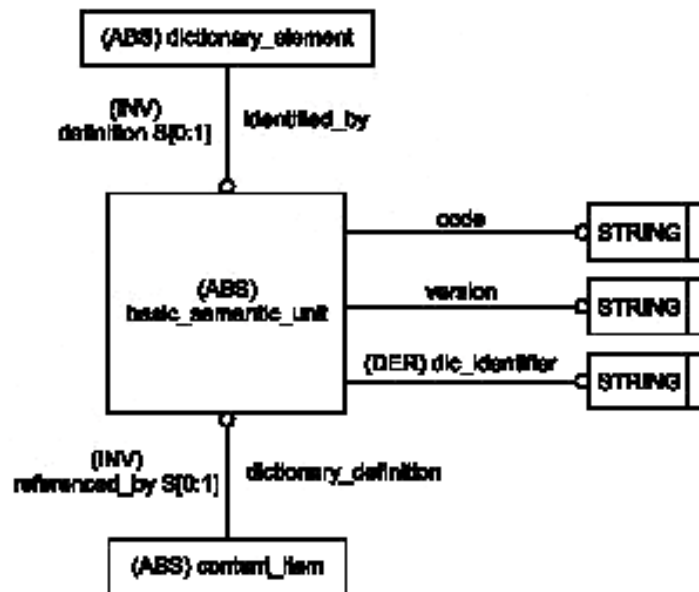 (ABS) dictionary_element
(INV)
definition S[0:1]
identified_by
code
STRING
(ABS)
basic_semantic_unit
version
STRING
(DER) dic_identifier
STRING
(INV)
referenced_by S[0:1]
dictionary_definition
(ABS) content_item